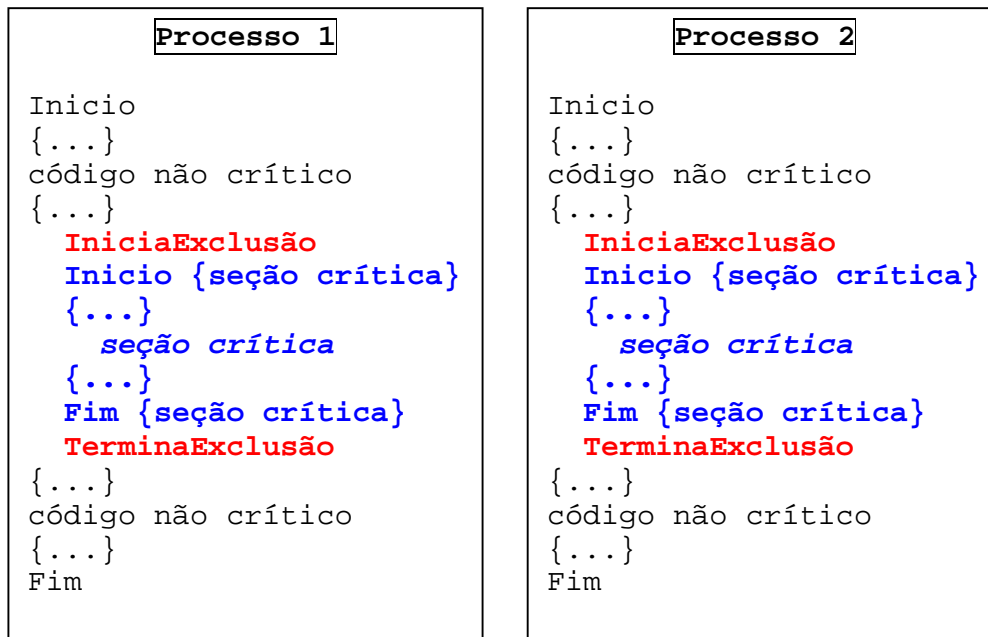 Processo 1
Inicio
{...}
código não crítico
{...}
IniciaExclusão
Inicio {seção crítica}
{...}
seção crítica
{...}
Fim {seção crítica}
TerminaExclusão
{...}
código não crítico
{...}
Fim
Processo 2
Inicio
{...}
código não crítico
{...}
IniciaExclusão
Inicio {seção crítica}
{...}
seção crítica
{...}
Fim {seção crítica}
TerminaExclusão
{...}
código não crítico
{...}
Fim